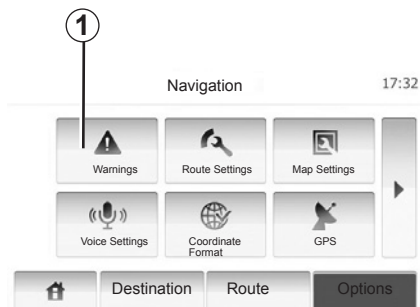 1
Navigation 17:32
Warnings Route Settings Map Settings
Voice Settings Coordinate Format GPS
Destination Route Options